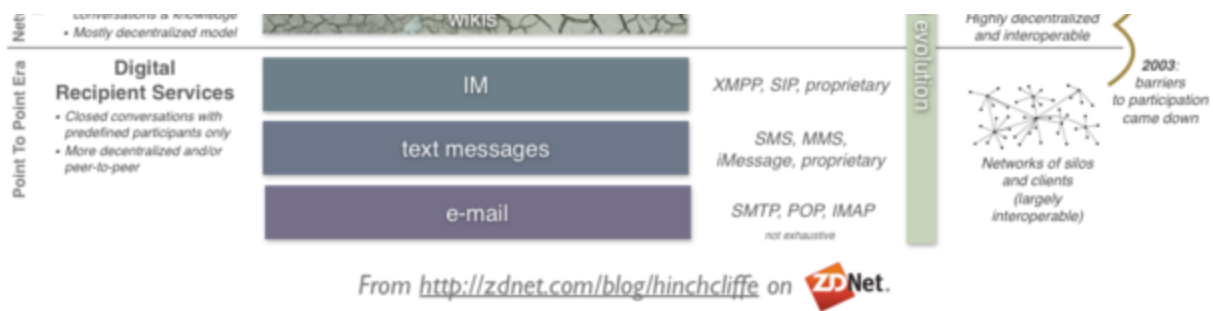 conversations & knowledge
• Mostly decentralized model
wikis
Highly decentralized
and interoperable
evolution
Point To Point Era
Digital
Recipient Services
• Closed conversations with
predefined participants only
• More decentralized and/or
peer-to-peer
IM
XMPP, SIP, proprietary
text messages
SMS, MMS,
iMessage, proprietary
e-mail
SMTP, POP, IMAP
not exhaustive
Networks of silos
and clients
(largely
interoperable)
2003:
barriers
to participation
came down
From http://zdnet.com/blog/hinchcliffe on ZDNet.